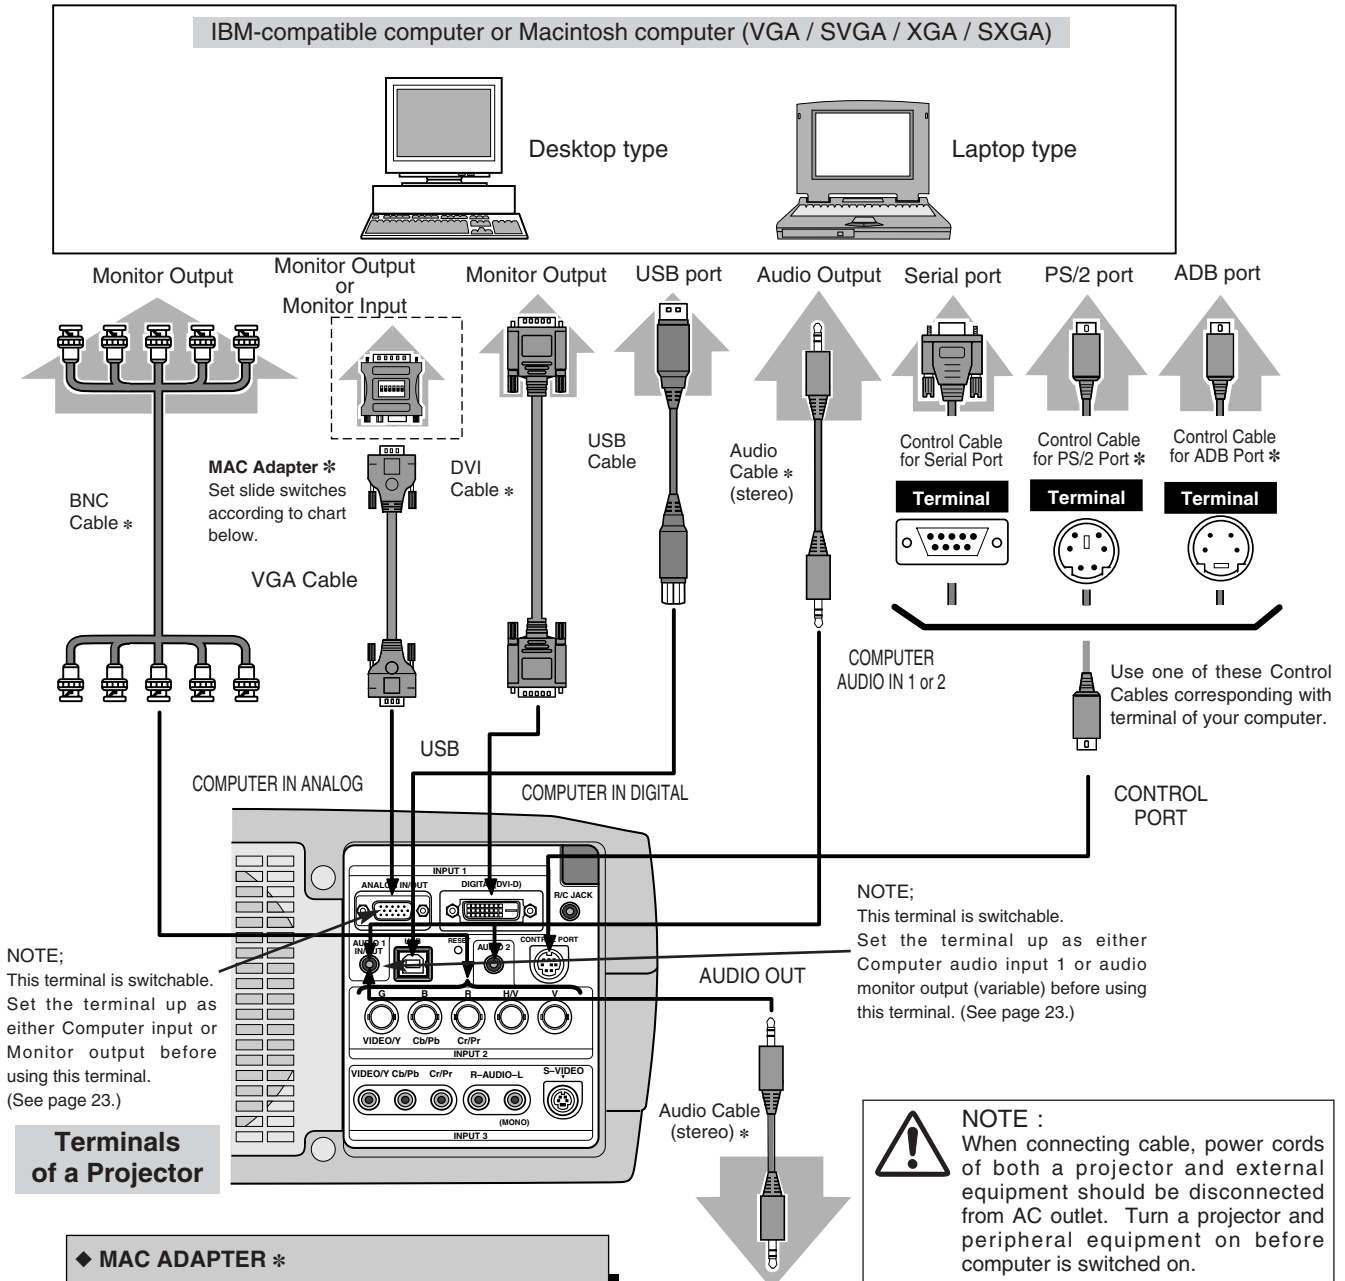 IBM-compatible computer or Macintosh computer (VGA / SVGA / XGA / SXGA)
Desktop type
Laptop type
Monitor Output
Monitor Output
or
Monitor Input
Monitor Output
USB port
Audio Output
Serial port
PS/2 port
ADB port
BNC
Cable *
MAC Adapter *
Set slide switches
according to chart
below.
VGA Cable
DVI
Cable *
USB
Cable
Audio
Cable *
(stereo)
Control Cable
for Serial Port
Control Cable
for PS/2 Port *
Control Cable
for ADB Port *
Terminal
Terminal
Terminal
COMPUTER
AUDIO IN 1 or 2
Use one of these Control
Cables corresponding with
terminal of your computer.
USB
COMPUTER IN ANALOG
COMPUTER IN DIGITAL
CONTROL
PORT
INPUT 1
ANALOG IN/OUT
DIGITAL (DVI-D)
R/C JACK
AUDIO 1
IN/OUT
USB
RESET
AUDIO 2
CONTROL PORT
G
B
R
H/V
V
VIDEO/Y
Cb/Pb
Cr/Pr
INPUT 2
VIDEO/Y Cb/Pb
Cr/Pr
R–AUDIO–L
S–VIDEO
(MONO)
INPUT 3
NOTE;
This terminal is switchable.
Set the terminal up as
either Computer input or
Monitor output before
using this terminal.
(See page 23.)
NOTE;
This terminal is switchable.
Set the terminal up as either
Computer audio input 1 or audio
monitor output (variable) before using
this terminal. (See page 23.)
AUDIO OUT
Terminals
of a Projector
Audio Cable
(stereo) *
NOTE :
When connecting cable, power cords
of both a projector and external
equipment should be disconnected
from AC outlet. Turn a projector and
peripheral equipment on before
computer is switched on.
◆ MAC ADAPTER *